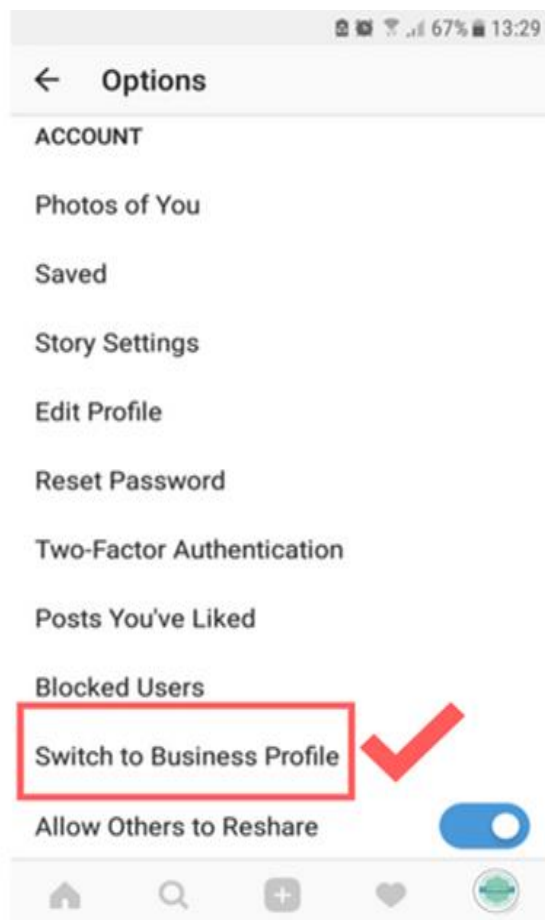 67% 13:29
Options
ACCOUNT
Photos of You
Saved
Story Settings
Edit Profile
Reset Password
Two-Factor Authentication
Posts You've Liked
Blocked Users
Switch to Business Profile
Allow Others to Reshare